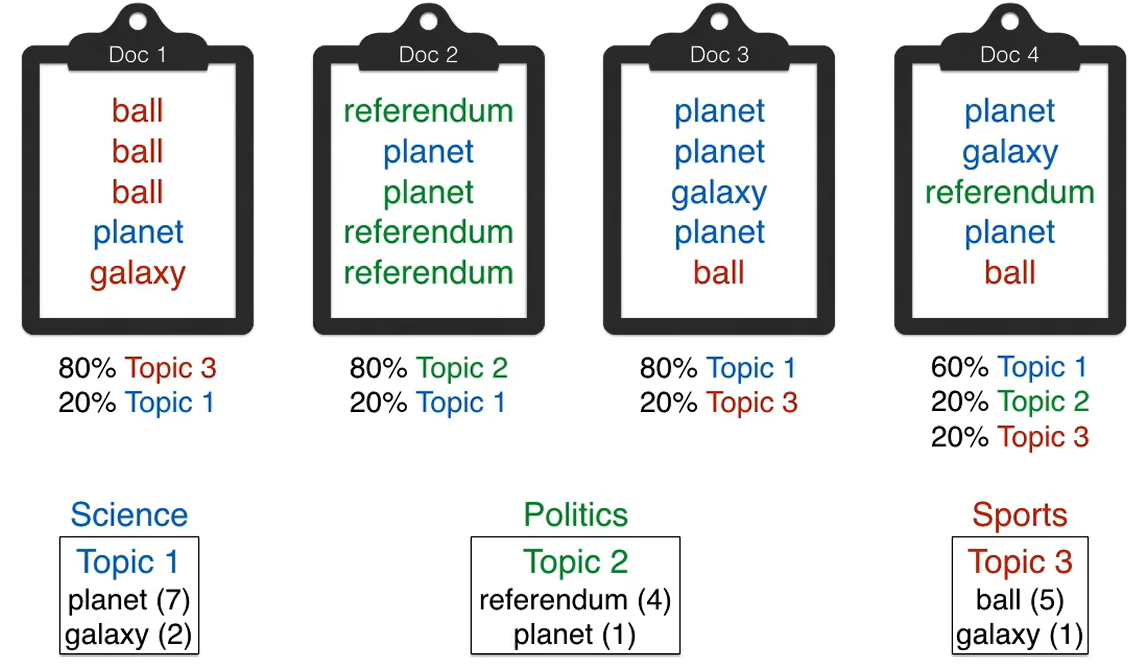 Doc 1
ball
ball
ball
planet
galaxy
80% Topic 3
20% Topic 1
Doc 2
referendum
planet
planet
referendum
referendum
80% Topic 2
20% Topic 1
Doc 3
planet
planet
galaxy
planet
ball
80% Topic 1
20% Topic 3
Doc 4
planet
galaxy
referendum
planet
ball
60% Topic 1
20% Topic 2
20% Topic 3
Science
Topic 1
planet (7)
galaxy (2)
Politics
Topic 2
referendum (4)
planet (1)
Sports
Topic 3
ball (5)
galaxy (1)